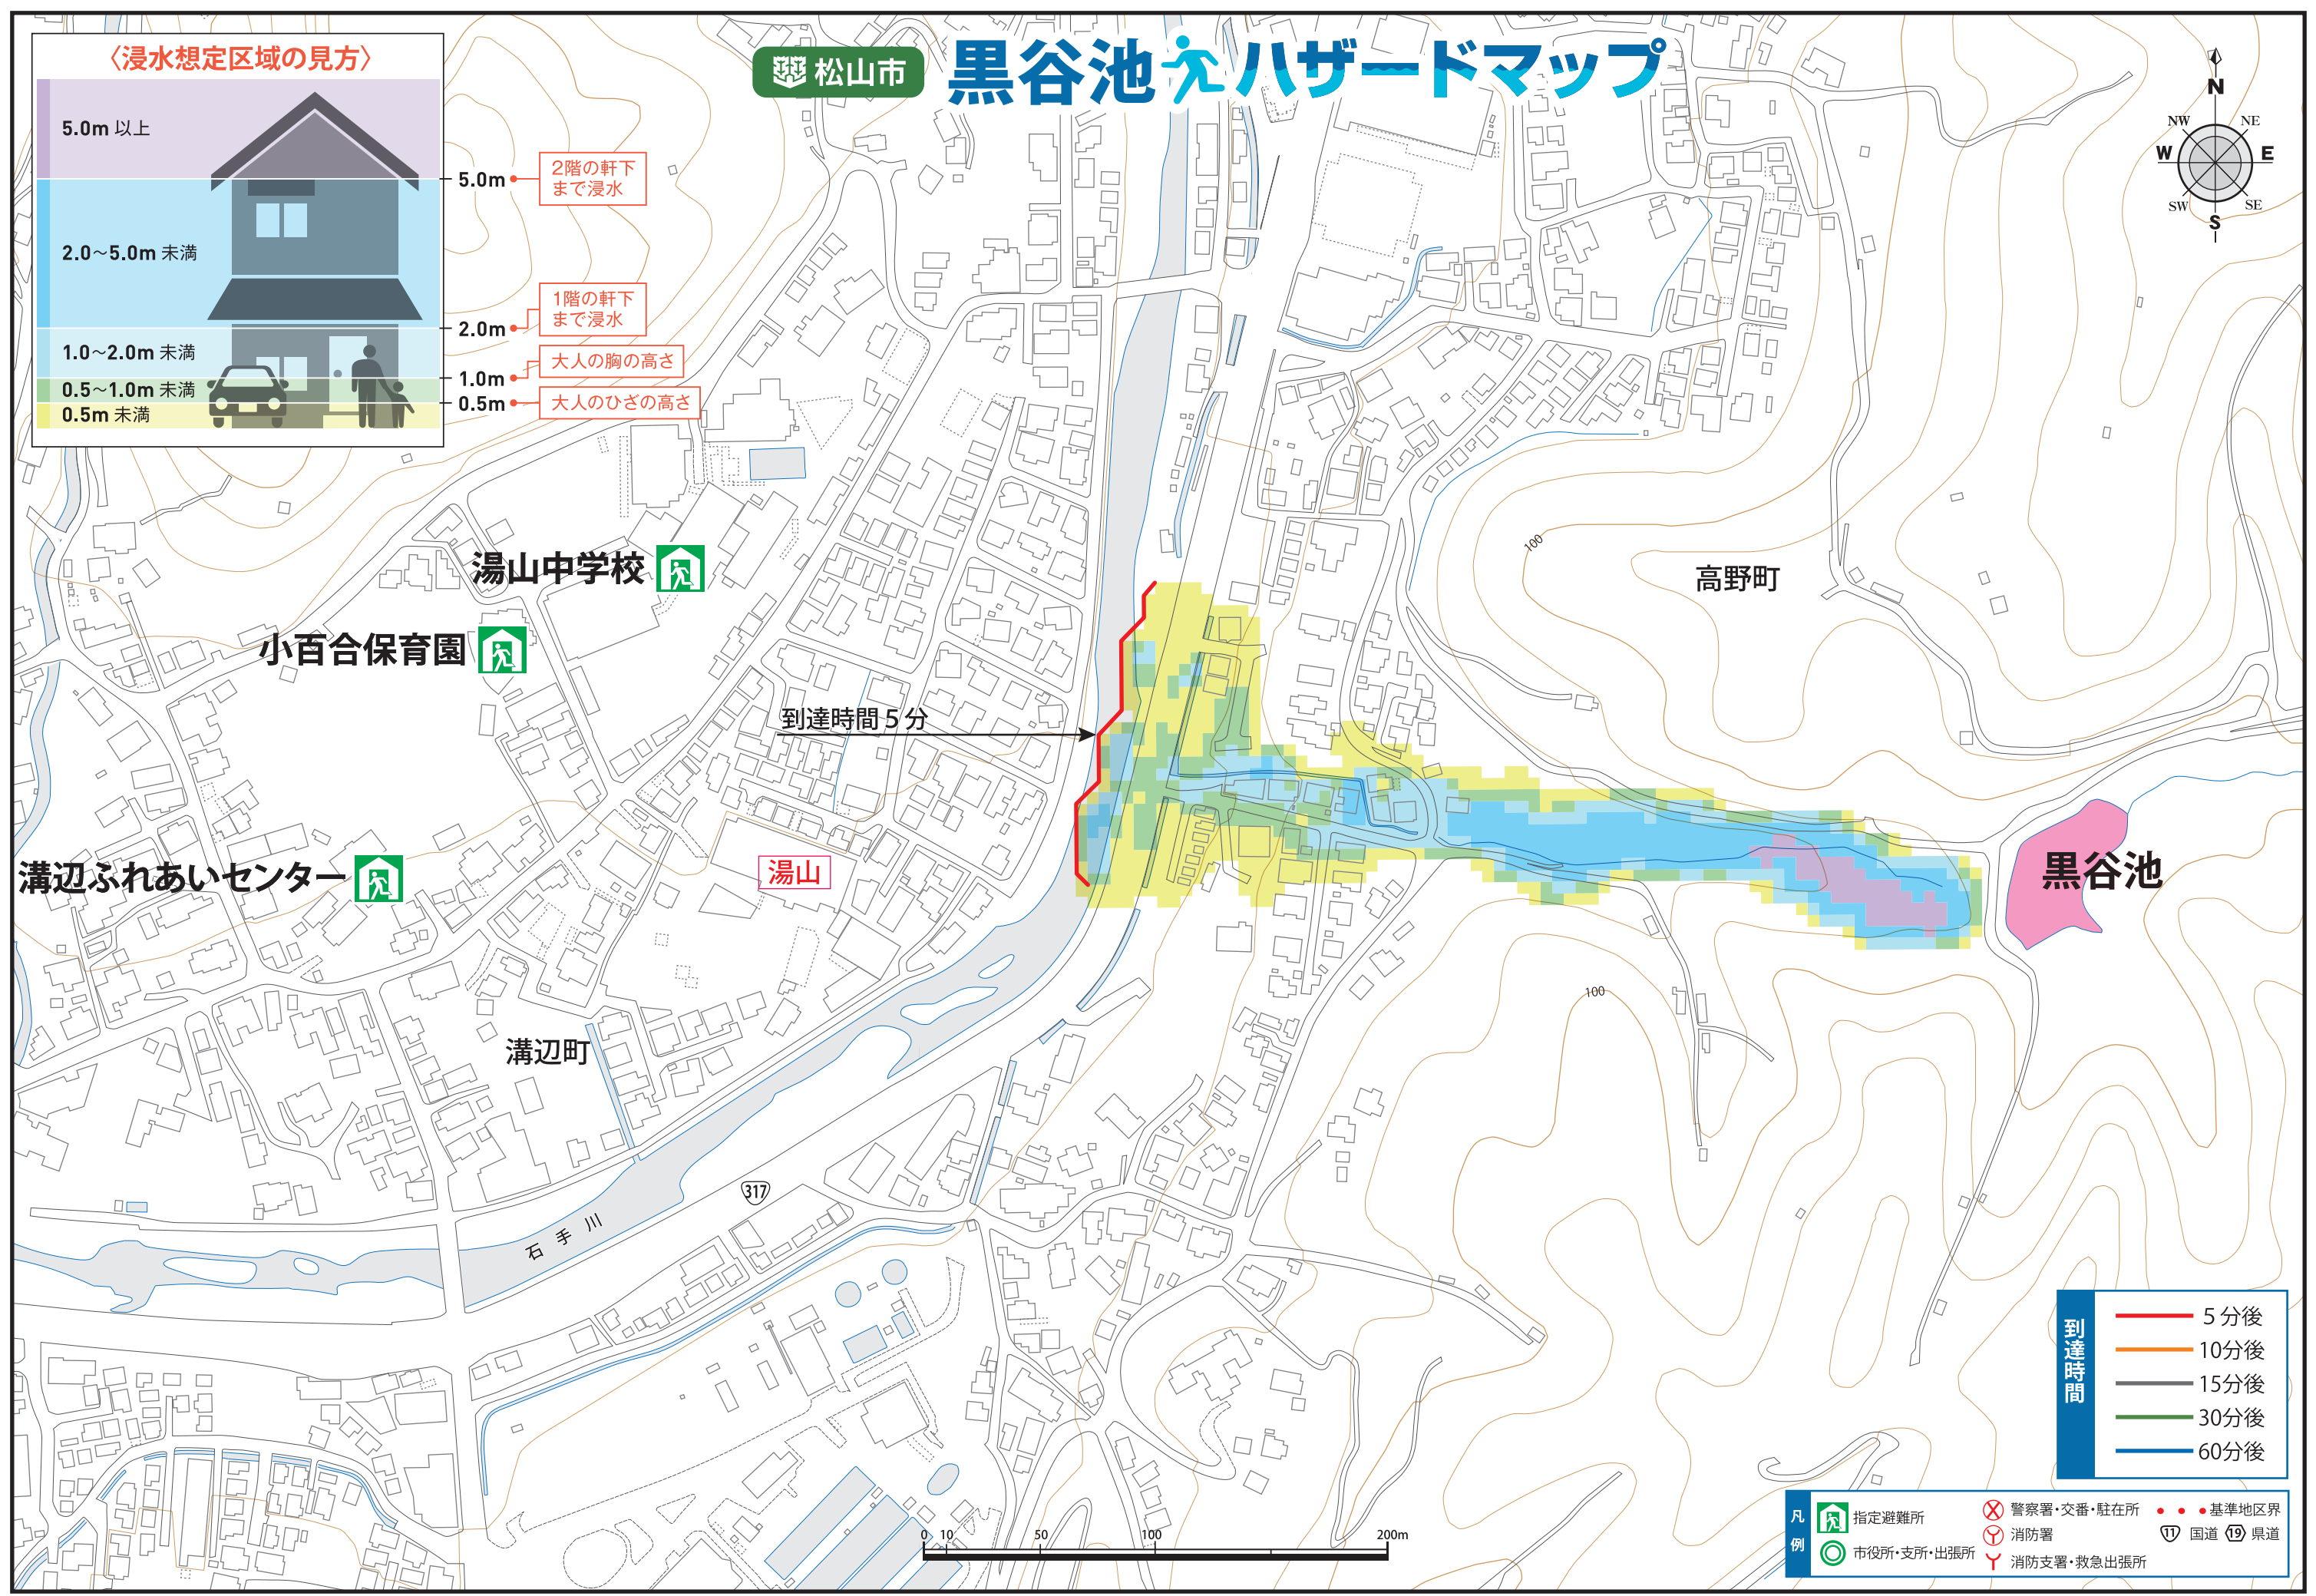 〈浸水想定区域の見方〉
5.0m 以上
2.0～5.0m 未満
1.0～2.0m 未満
0.5～1.0m 未満
0.5m 未満
5.0m
2階の軒下
まで浸水
2.0m
1階の軒下
まで浸水
1.0m
大人の胸の高さ
0.5m
大人のひざの高さ
松山市
黒谷池ハザードマップ
N
NW
NE
W
E
SW
SE
S
100
高野町
湯山中学校
小百合保育園
到達時間５分
溝辺ふれあいセンター
湯山
黒谷池
100
溝辺町
317
石手川
到達時間
５分後
10分後
15分後
30分後
60分後
0 10 50 100 200m
凡例
指定避難所
市役所・支所・出張所
警察署・交番・駐在所
消防署
消防支署・救急出張所
基準地区界
11 国道 19 県道